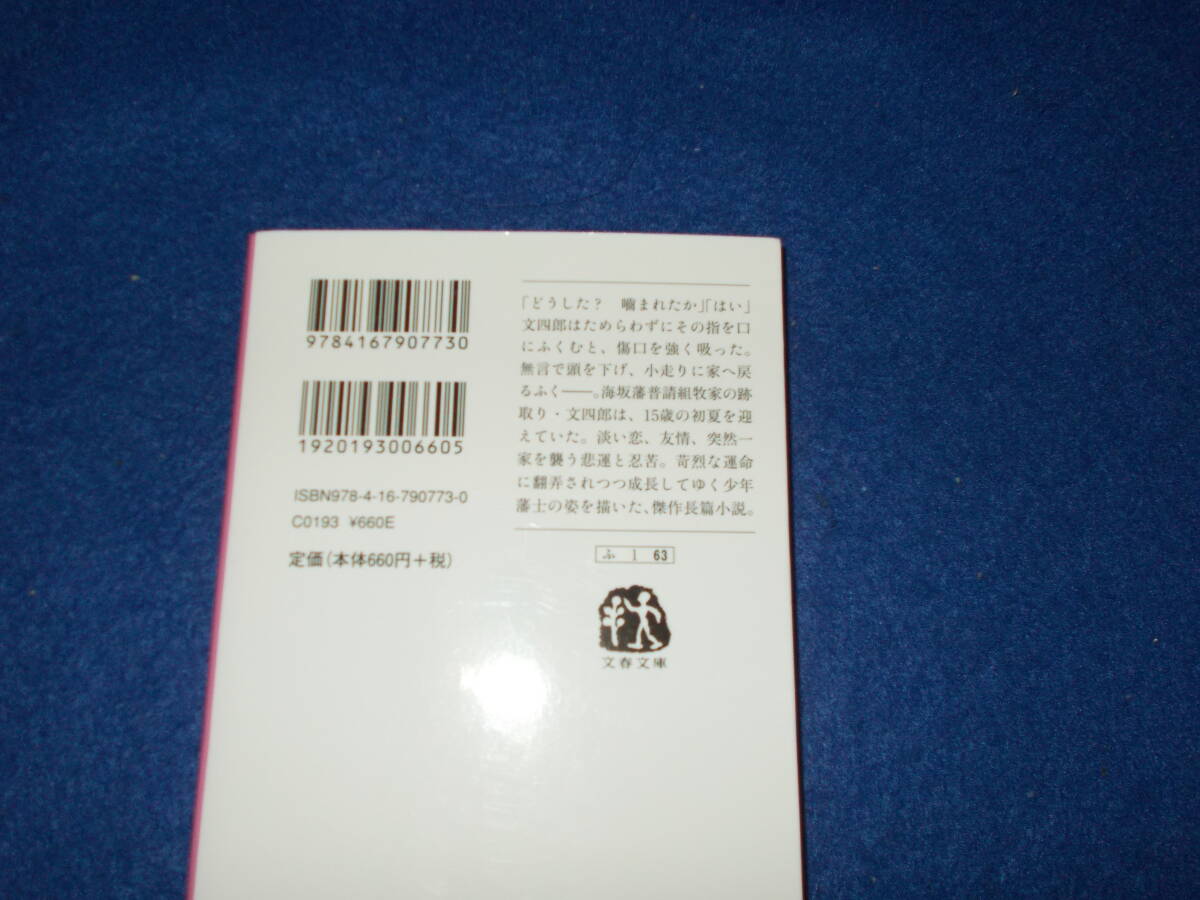 9784167907730
1920193006605
ISBN978-4-16-790773-0
C0193 ¥660E
定価(本体660円+税)
「どうした? 噛まれたか」「はい」
文四郎はためらわずにその指を口
にふくむと、傷口を強く吸った。
無言で頭を下げ、小走りに家へ戻
るふく――。海坂藩普請組牧家の跡
取り・文四郎は、15歳の初夏を迎
えていた。淡い恋、友情、突然一
家を襲う悲運と忍苦。苛烈な運命
に翻弄されつつ成長してゆく少年
藩士の姿を描いた、傑作長篇小説。
ふ 1 63
文春文庫